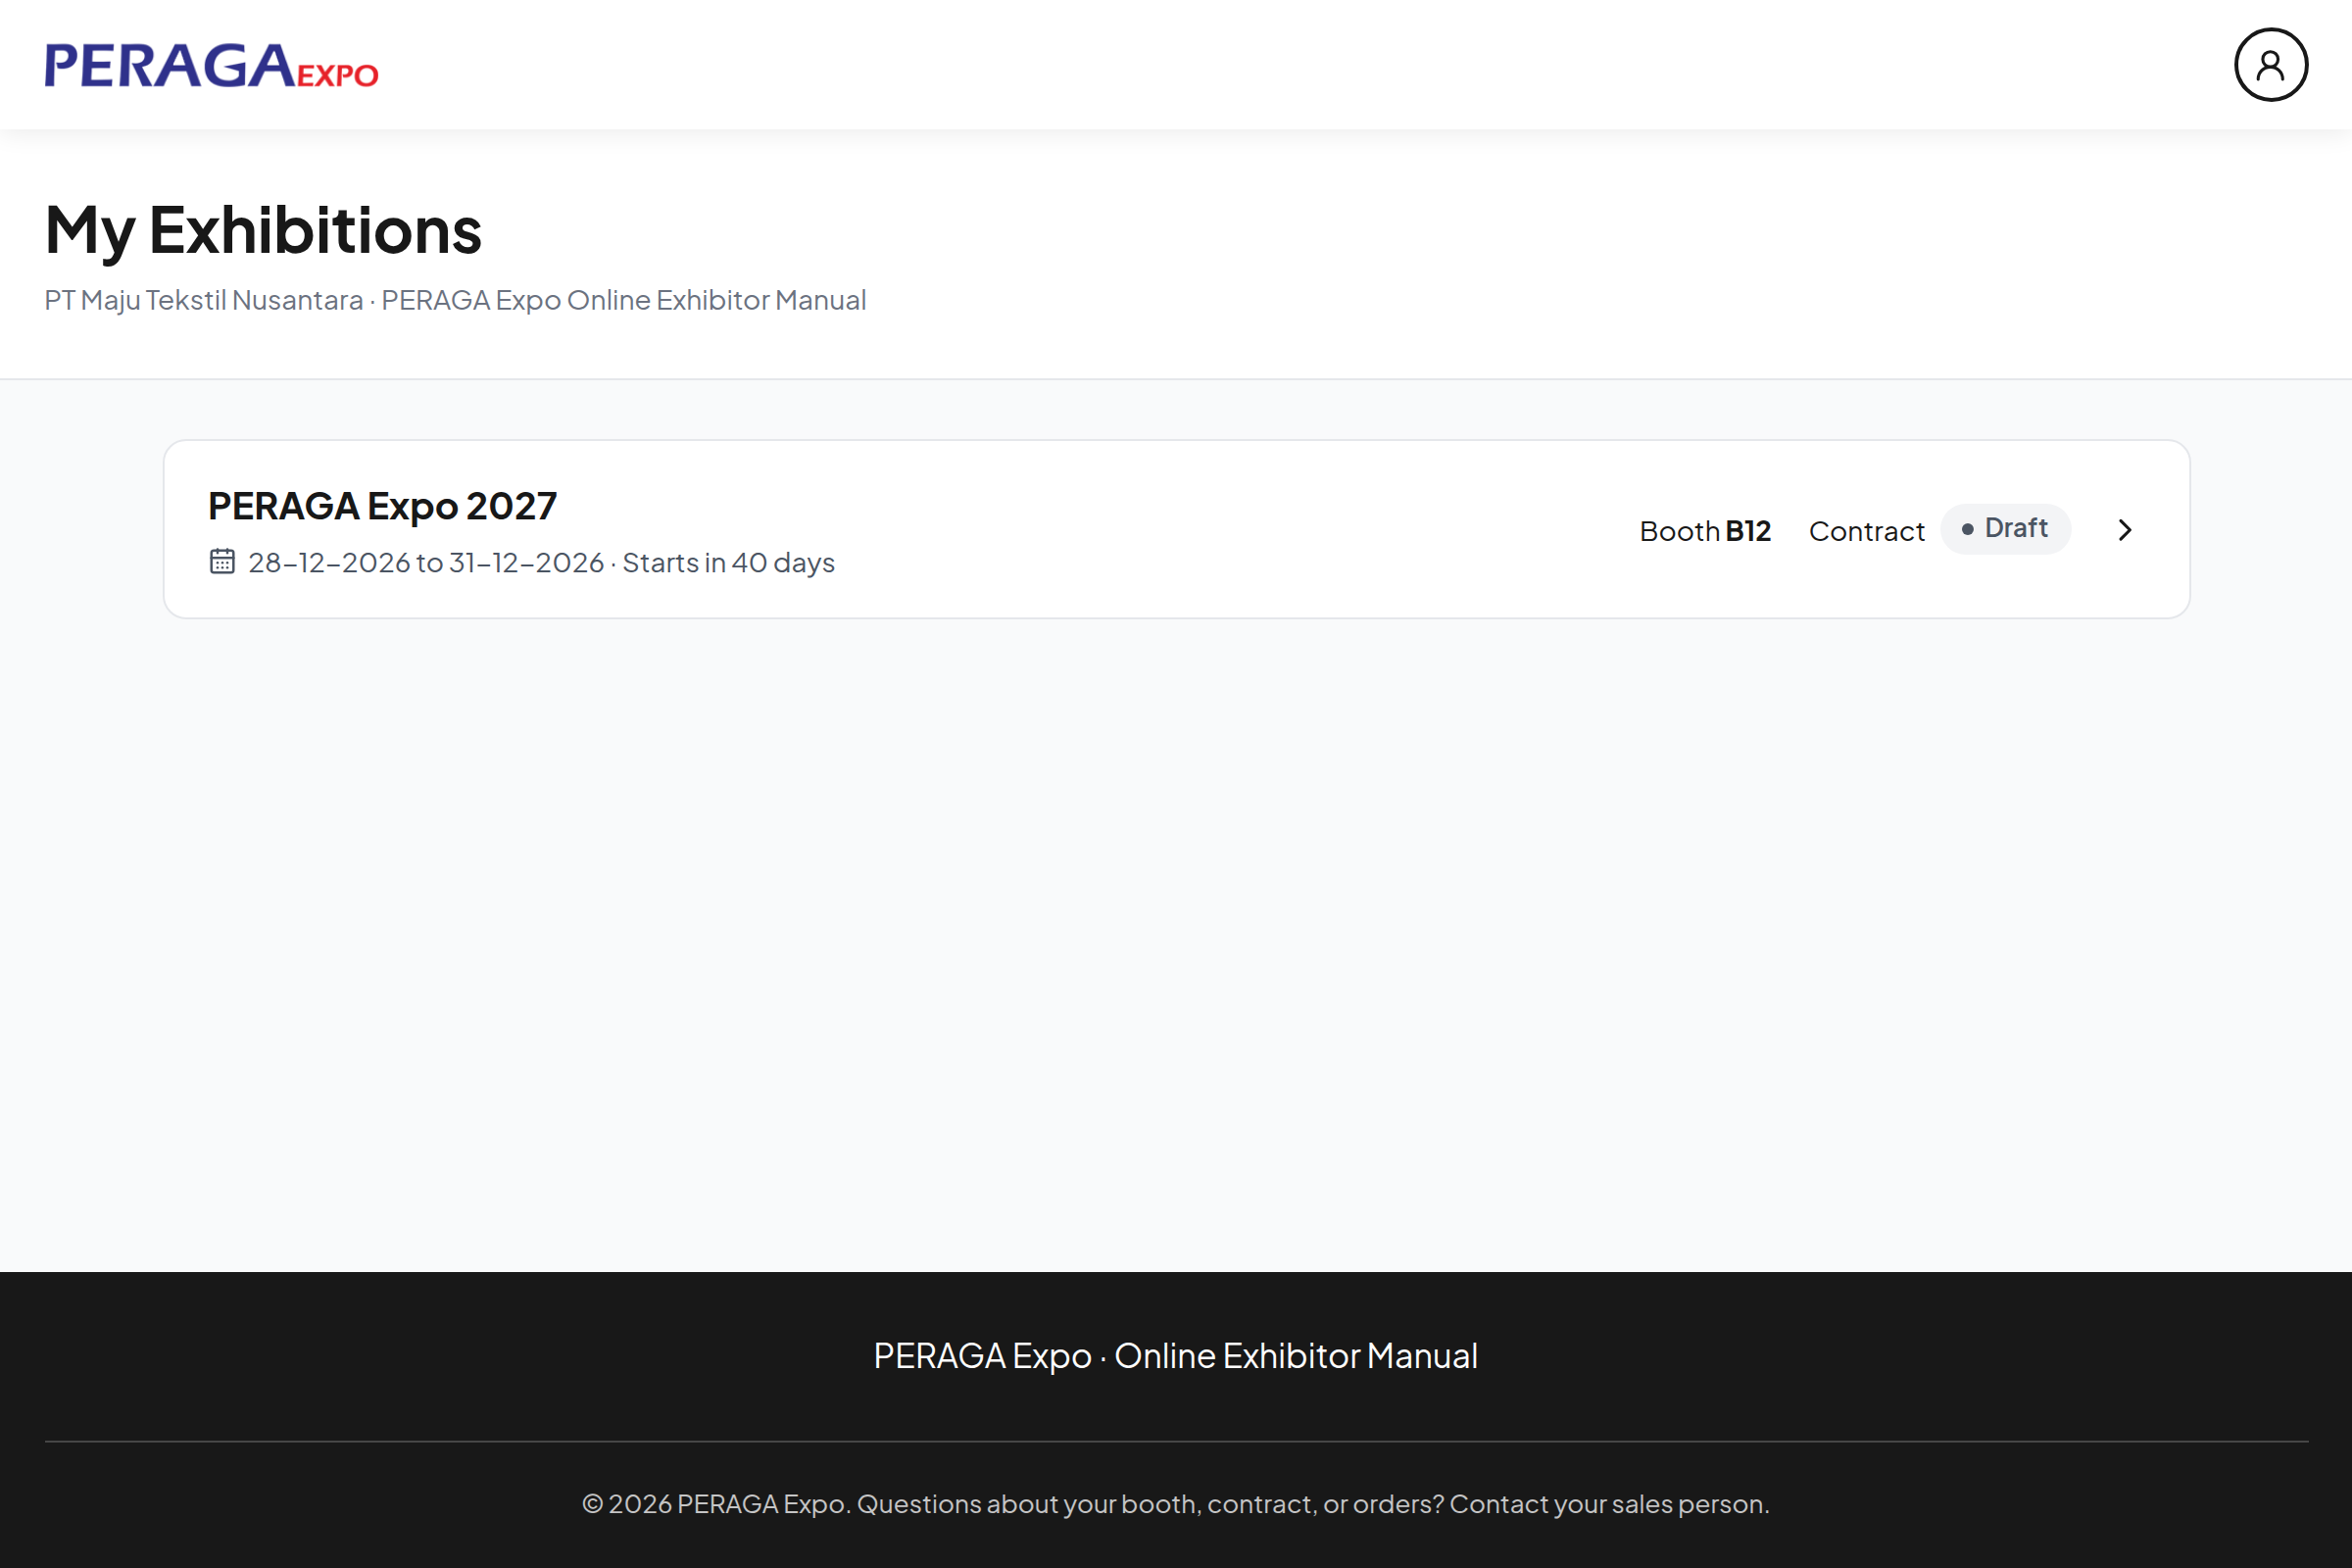 PERAGA EXPO
My Exhibitions
PT Maju Tekstil Nusantara · PERAGA Expo Online Exhibitor Manual
PERAGA Expo 2027
28-12-2026 to 31-12-2026 · Starts in 40 days
Booth B12 Contract Draft
PERAGA Expo · Online Exhibitor Manual
© 2026 PERAGA Expo. Questions about your booth, contract, or orders? Contact your sales person.